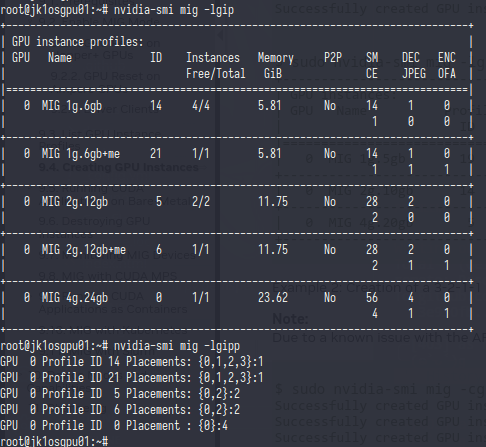 root@jk1osgpu01:~# nvidia-smi mig -lgip
+-----------------------------------------------------------------------------+
| GPU instance profiles:                                                      |
| GPU   Name             ID    Instances   Memory     P2P    SM    DEC   ENC  |
|                              Free/Total   GiB              CE    JPEG  OFA  |
|=============================================================================|
|   0  MIG 1g.6gb        14     4/4        5.81       No     14     1     0   |
|                                                             1     0     0   |
+-----------------------------------------------------------------------------+
|   0  MIG 1g.6gb+me     21     1/1        5.81       No     14     1     0   |
|                                                             1     1     1   |
+-----------------------------------------------------------------------------+
|   0  MIG 2g.12gb        5     2/2        11.75      No     28     2     0   |
|                                                             2     0     0   |
+-----------------------------------------------------------------------------+
|   0  MIG 2g.12gb+me     6     1/1        11.75      No     28     2     0   |
|                                                             2     1     1   |
+-----------------------------------------------------------------------------+
|   0  MIG 4g.24gb        0     1/1        23.62      No     56     4     0   |
|                                                             4     1     1   |
+-----------------------------------------------------------------------------+
root@jk1osgpu01:~# nvidia-smi mig -lgipp
GPU  0 Profile ID 14 Placements: {0,1,2,3}:1
GPU  0 Profile ID 21 Placements: {0,1,2,3}:1
GPU  0 Profile ID  5 Placements: {0,2}:2
GPU  0 Profile ID  6 Placements: {0,2}:2
GPU  0 Profile ID  0 Placement : {0}:4
root@jk1osgpu01:~#